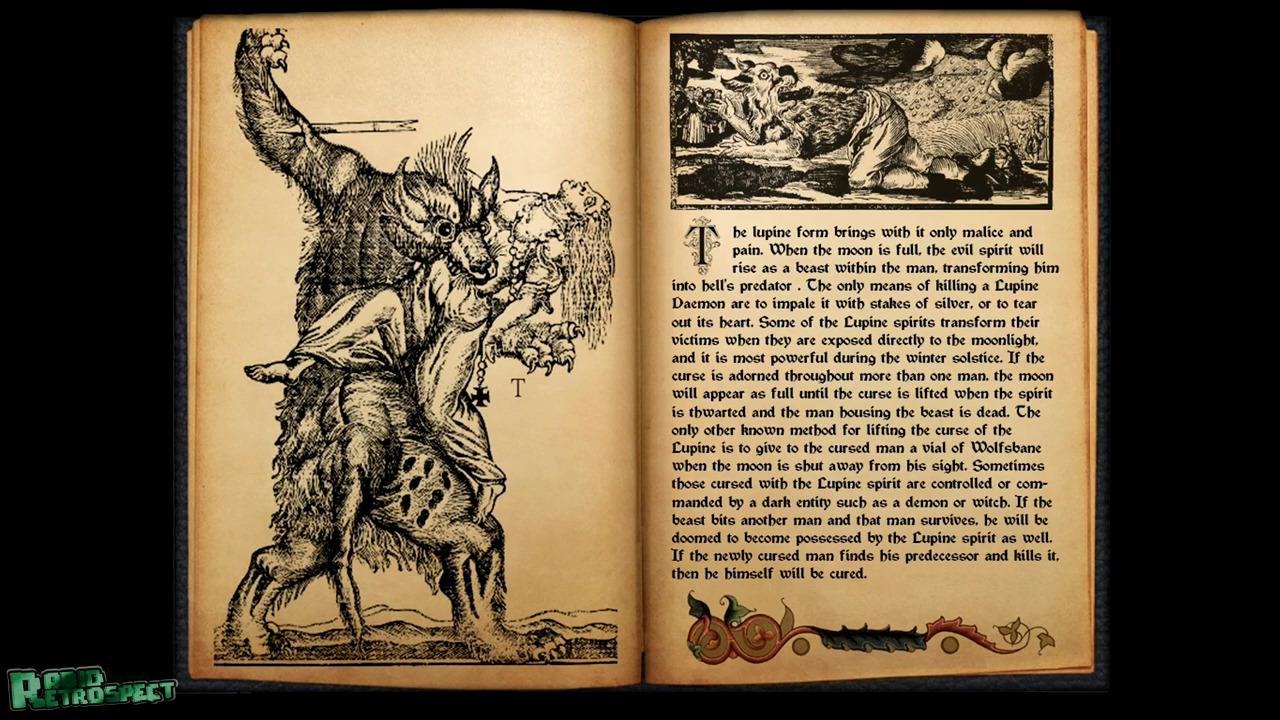 T
The lupine form brings with it only malice and
pain. When the moon is full, the evil spirit will
rise as a beast within the man, transforming him
into hell's predator . The only means of killing a Lupine
Daemon are to impale it with stakes of silver, or to tear
out its heart. Some of the Lupine spirits transform their
victims when they are exposed directly to the moonlight,
and it is most powerful during the winter solstice. If the
curse is adorned throughout more than one man, the moon
will appear as full until the curse is lifted when the spirit
is thwarted and the man housing the beast is dead. The
only other known method for lifting the curse of the
Lupine is to give to the cursed man a vial of Wolfsbane
when the moon is shut away from his sight. Sometimes
those cursed with the Lupine spirit are controlled or com-
manded by a dark entity such as a demon or witch. If the
beast bits another man and that man survives, he will be
doomed to become possessed by the Lupine spirit as well.
If the newly cursed man finds his predecessor and kills it,
then he himself will be cured.
Rabid
Retrospect